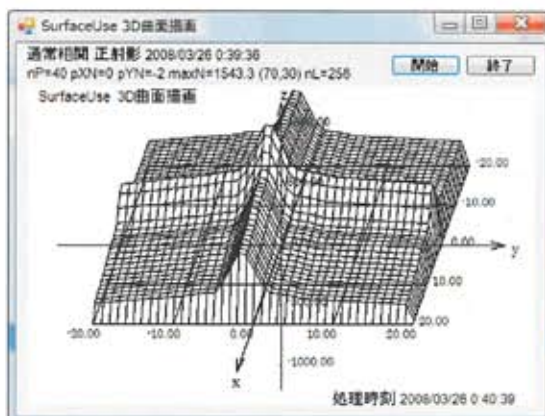 SurfaceUse 3D曲面描画
通常相関 正射影 2008/03/26 0:39:36
nP=40 pXN=0 pYN=-2 maxN=1543.3 (70,30) nL=256
開始
終了
SurfaceUse 3D曲面描画
z
-20.00
-10.00
0.00
y
10.00
20.00
-20.00
-10.00
0.00
10.00
20.00
x
-1000.00
処理時刻 2008/03/26 0:40:39